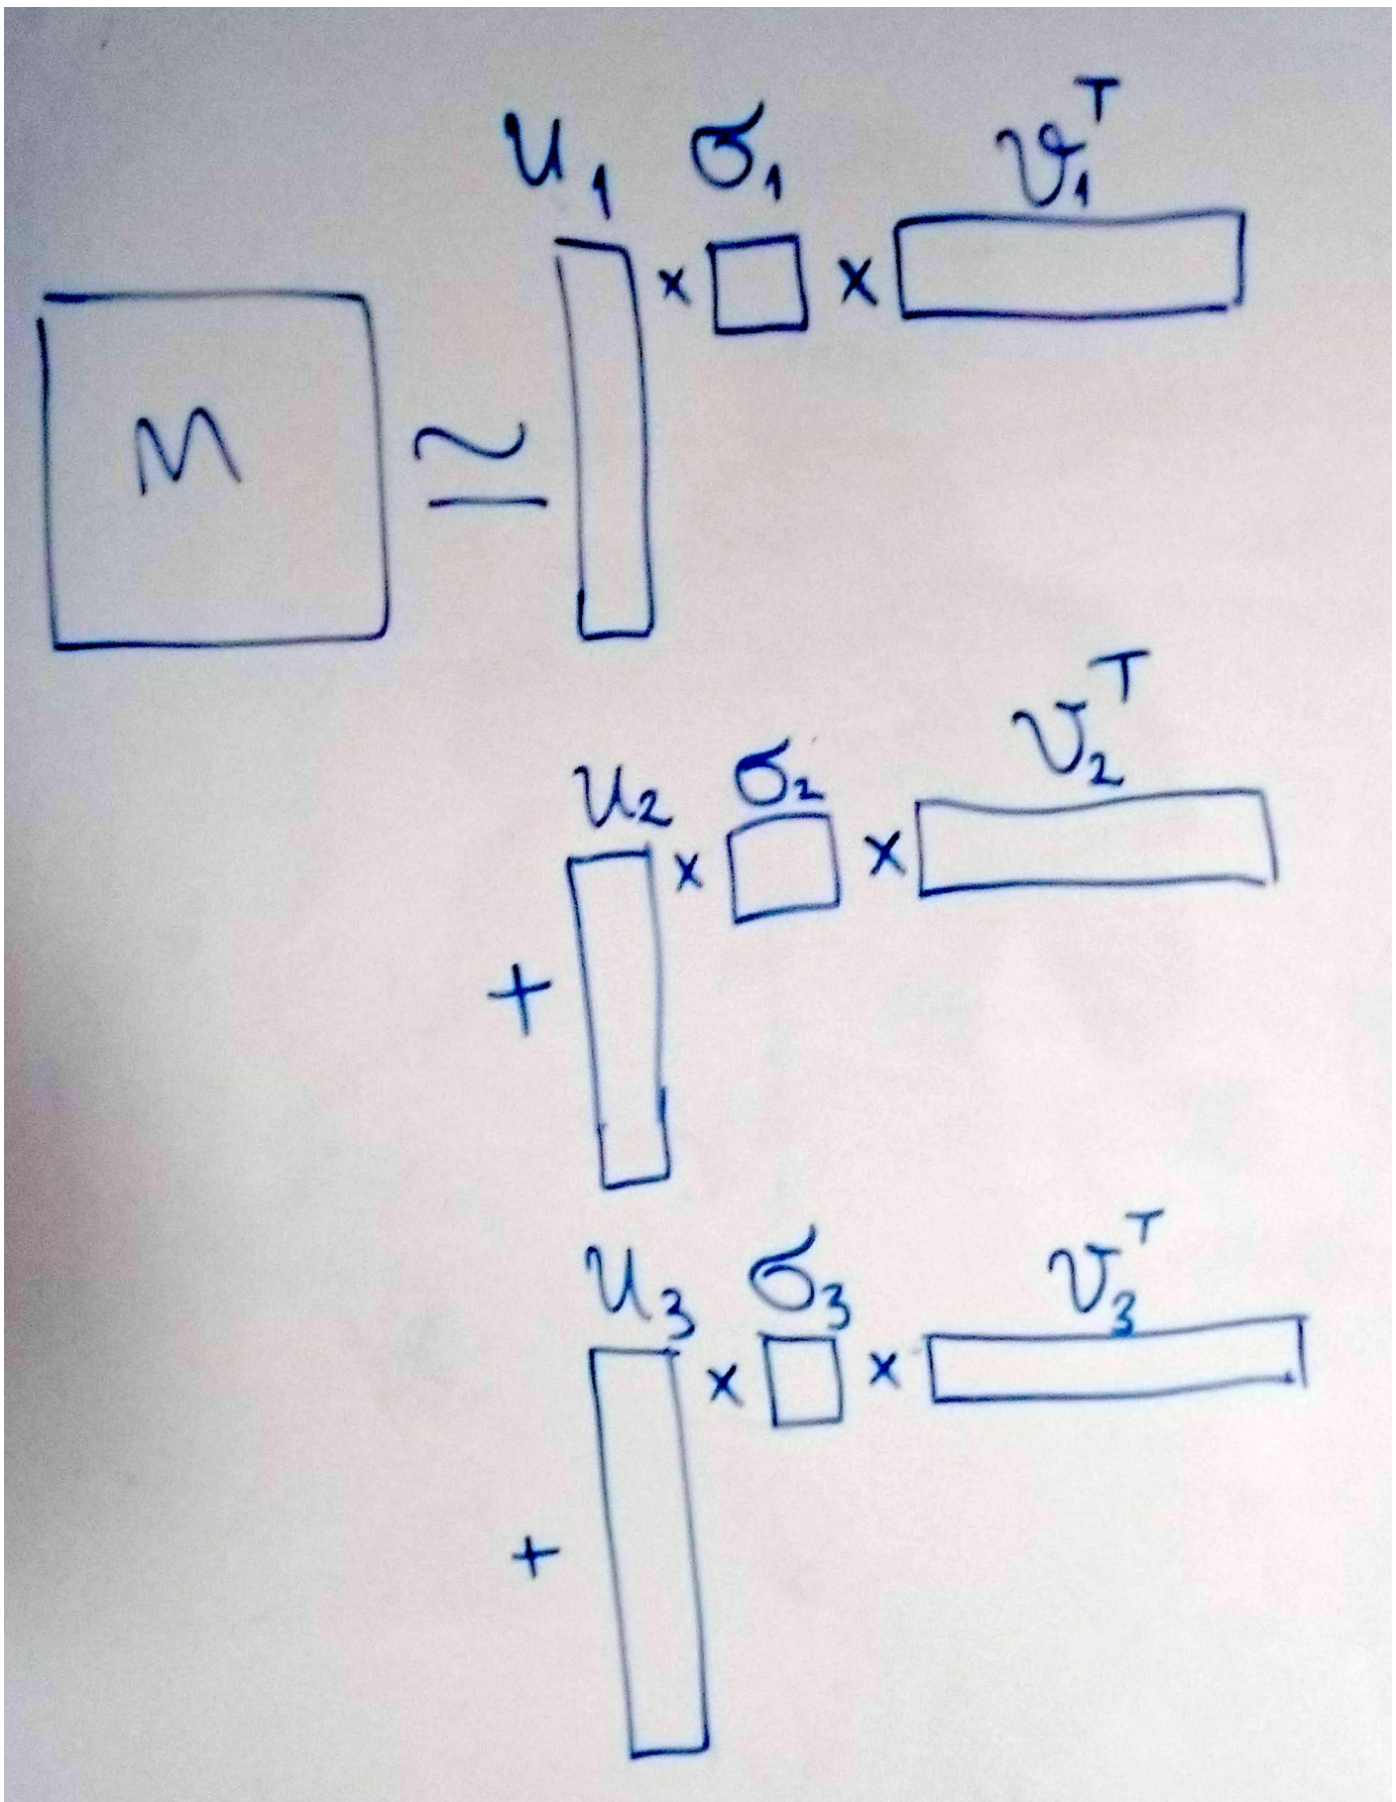 u₁ σ₁ v₁ᵀ
× ×
M ≃
u₂ σ₂ v₂ᵀ
× ×
+
u₃ σ₃ v₃ᵀ
× ×
+